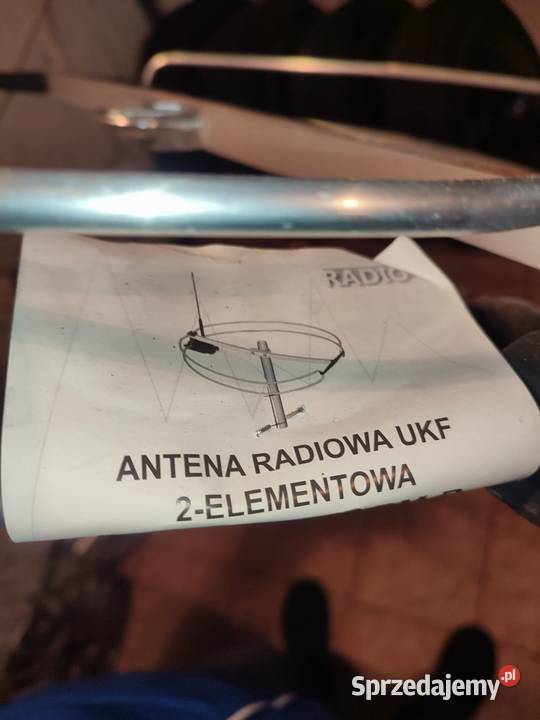 RADIO
ANTENA RADIOWA UKF
2-ELEMENTOWA
Sprzedajemy.pl